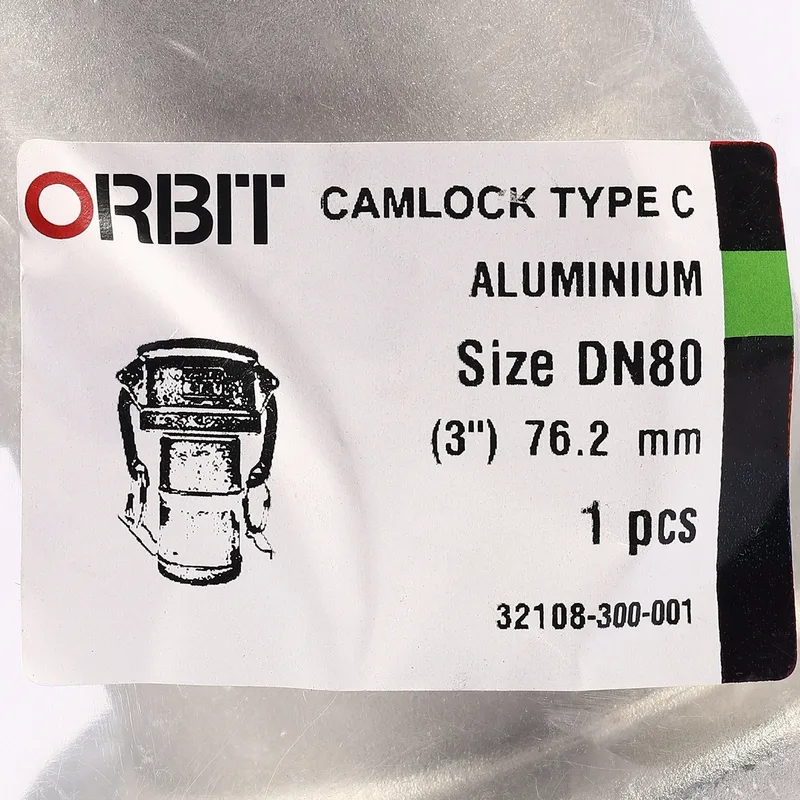 ORBIT CAMLOCK TYPE C
ALUMINIUM
Size DN80
(3") 76.2 mm
1 pcs
32108-300-001